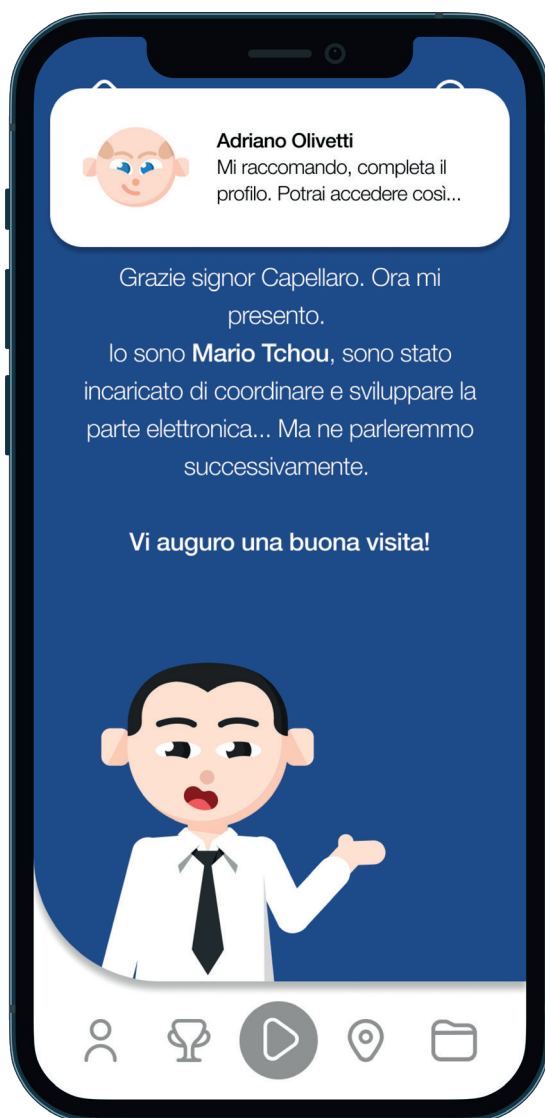 Adriano Olivetti
Mi raccomando, completa il
profilo. Potrai accedere così...
Grazie signor Capellaro. Ora mi
presento.
Io sono Mario Tchou, sono stato
incaricato di coordinare e sviluppare la
parte elettronica... Ma ne parleremmo
successivamente.
Vi auguro una buona visita!